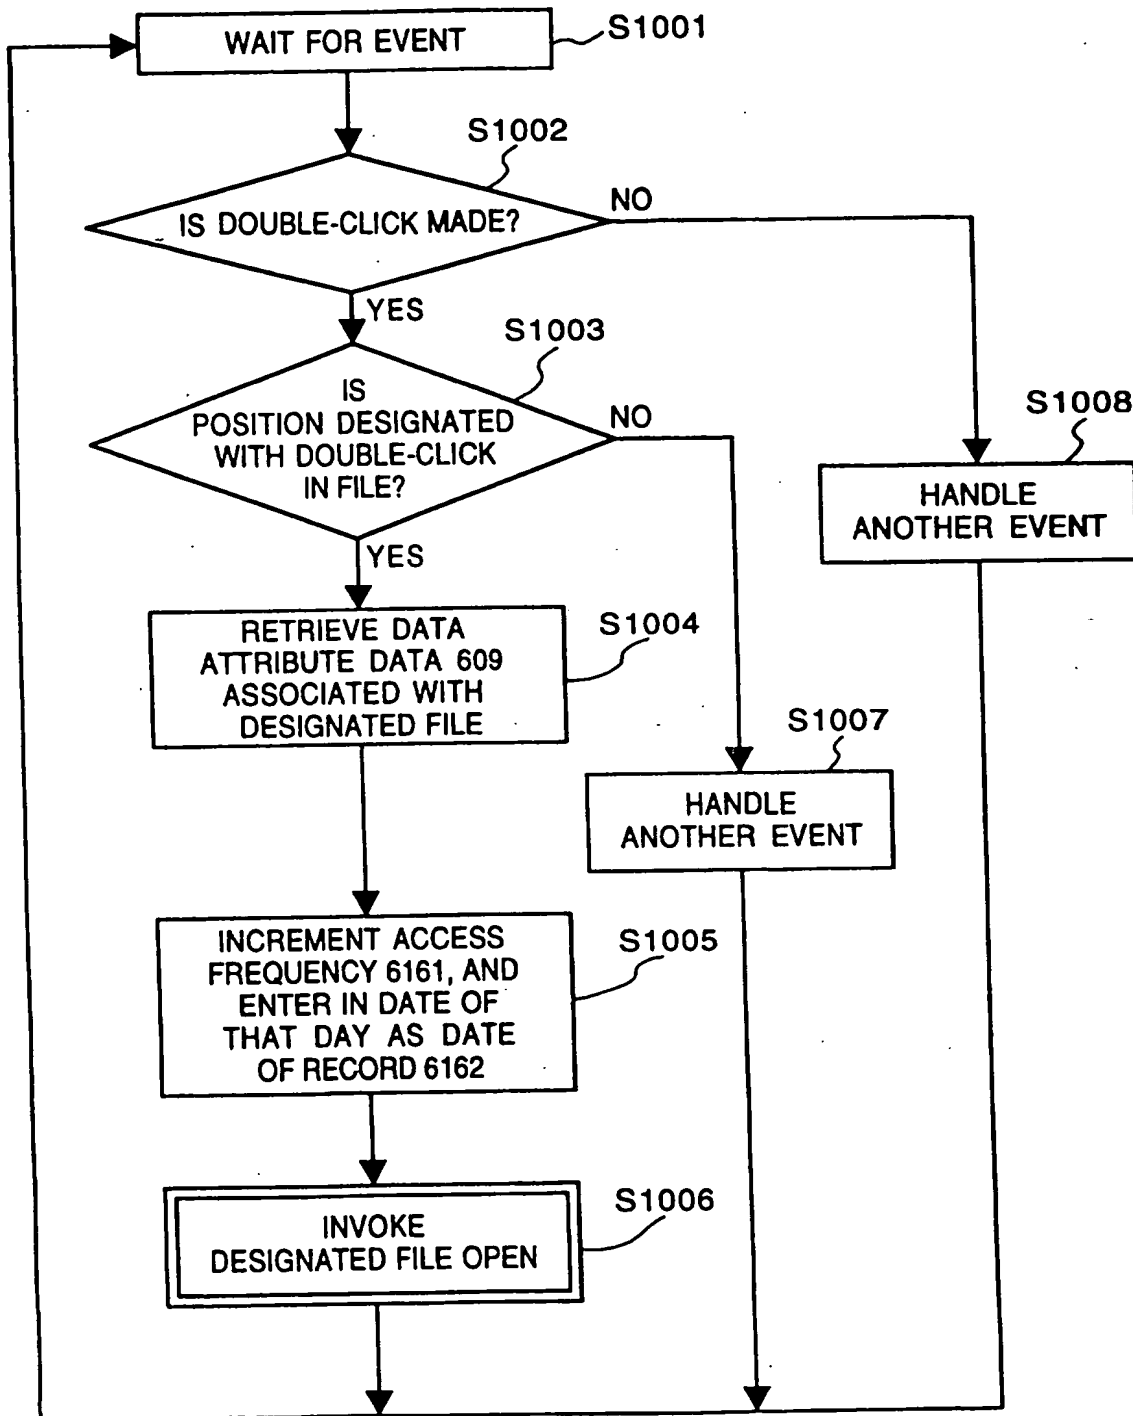 WAIT FOR EVENT
S1001
S1002
IS DOUBLE-CLICK MADE?
NO
YES
S1003
IS
POSITION DESIGNATED
WITH DOUBLE-CLICK
IN FILE?
NO
YES
S1008
HANDLE
ANOTHER EVENT
RETRIEVE DATA
ATTRIBUTE DATA 609
ASSOCIATED WITH
DESIGNATED FILE
S1004
S1007
HANDLE
ANOTHER EVENT
INCREMENT ACCESS
FREQUENCY 6161, AND
ENTER IN DATE OF
THAT DAY AS DATE
OF RECORD 6162
S1005
INVOKE
DESIGNATED FILE OPEN
S1006